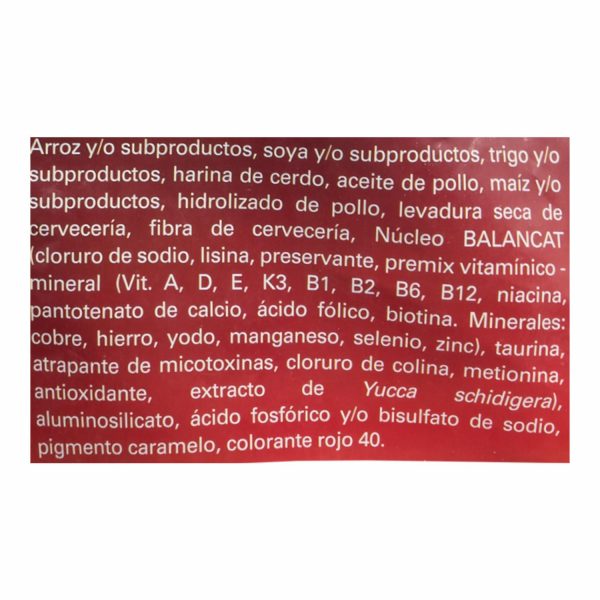 Arroz y/o subproductos, soya y/o subproductos, trigo y/o
subproductos, harina de cerdo, aceite de pollo, maíz y/o
subproductos, hidrolizado de pollo, levadura seca de
cervecería, fibra de cervecería, Núcleo BALANCAT
(cloruro de sodio, lisina, preservante, premix vitamínico -
mineral (Vit. A, D, E, K3, B1, B2, B6, B12, niacina,
pantotenato de calcio, ácido fólico, biotina. Minerales:
cobre, hierro, yodo, manganeso, selenio, zinc), taurina,
atrapante de micotoxinas, cloruro de colina, metionina,
antioxidante, extracto de Yucca schidigera),
aluminosilicato, ácido fosfórico y/o bisulfato de sodio,
pigmento caramelo, colorante rojo 40.